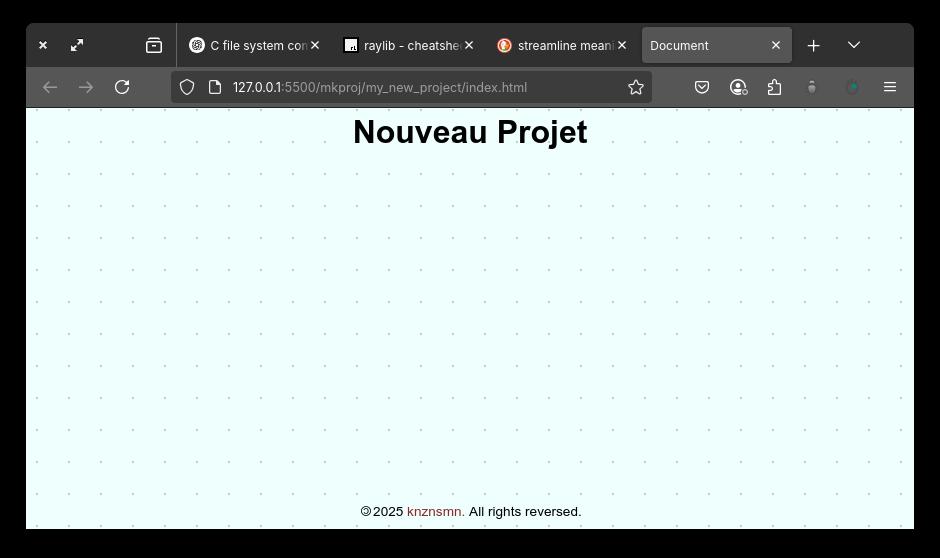 C file system con
raylib - cheatshe
streamline meani
Document
127.0.0.1:5500/mkproj/my_new_project/index.html
Nouveau Projet
🄯2025 knznsmn. All rights reversed.